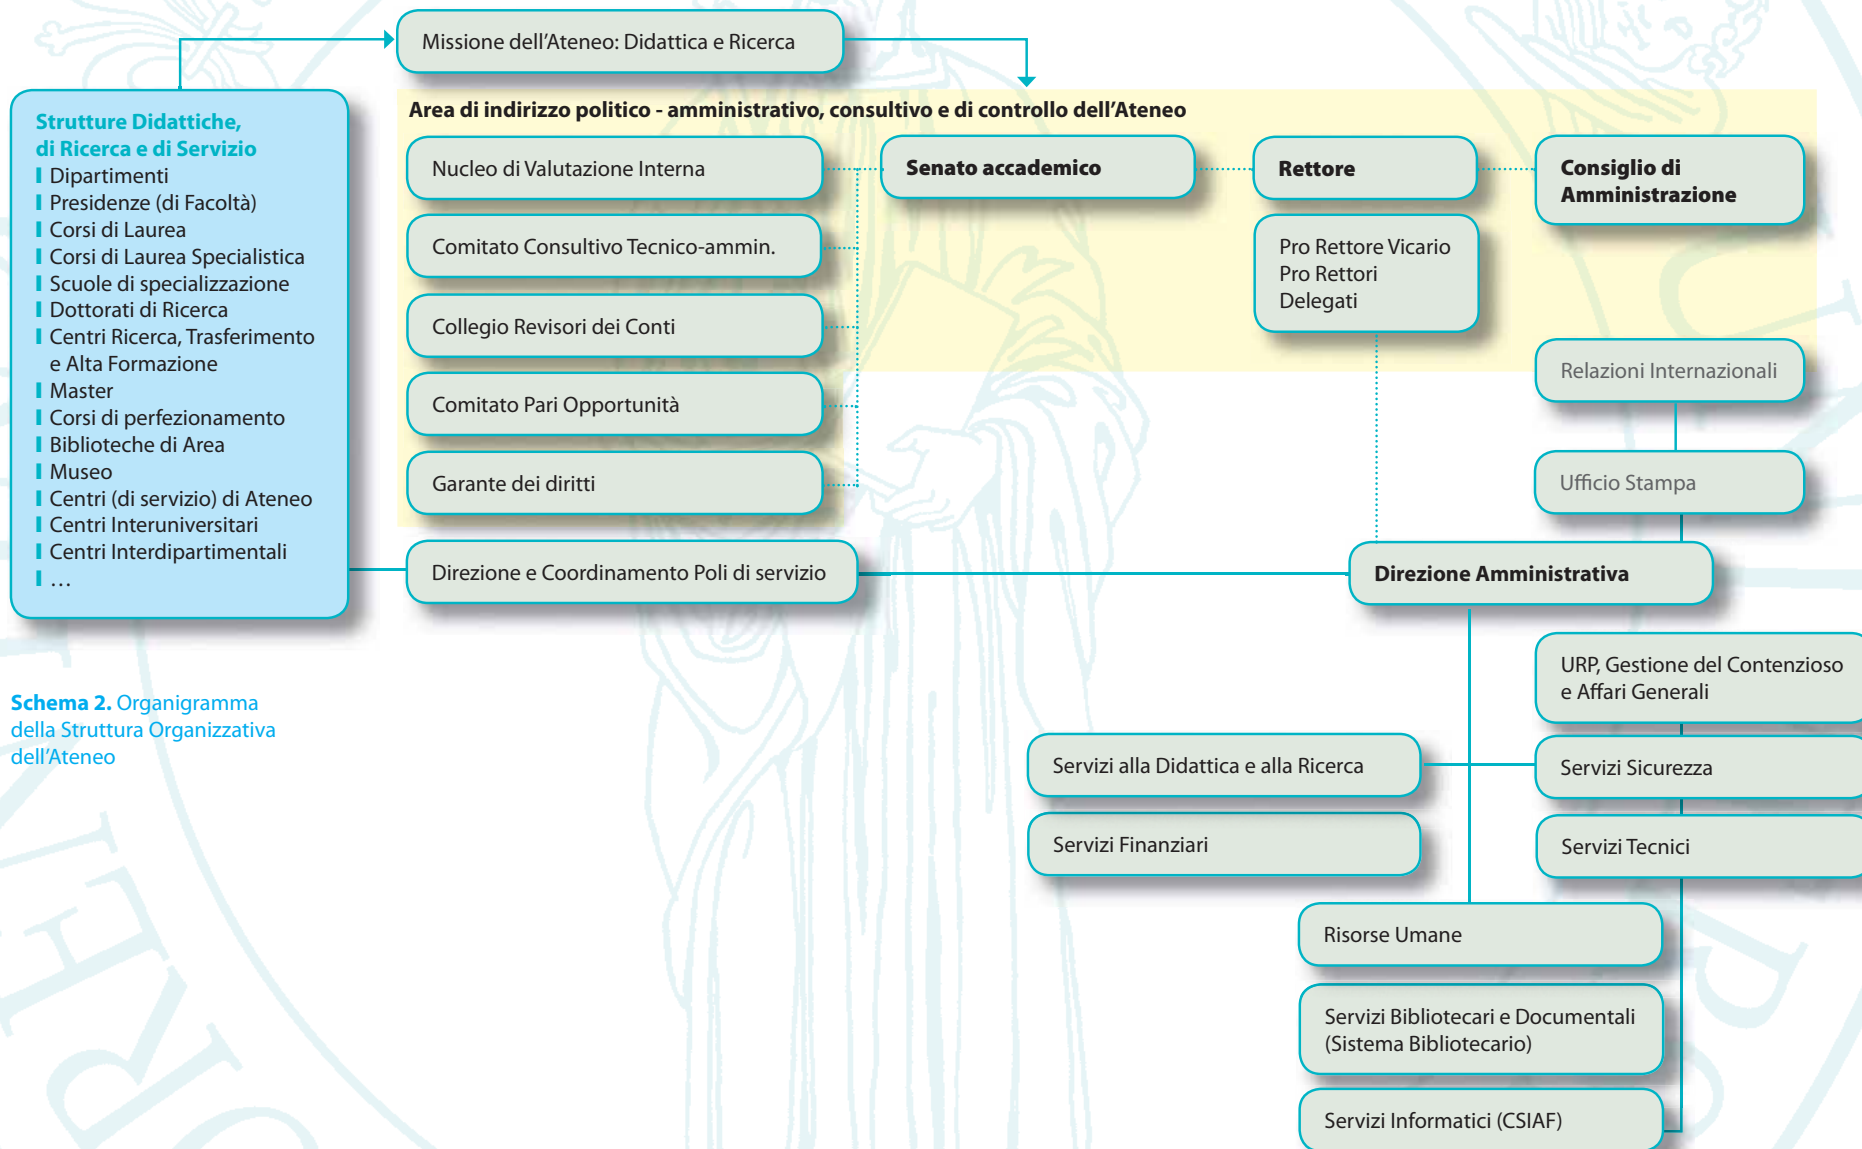 Missione dell'Ateneo: Didattica e Ricerca
Strutture Didattiche,
di Ricerca e di Servizio
Dipartimenti
Presidenze (di Facoltà)
Corsi di Laurea
Corsi di Laurea Specialistica
Scuole di specializzazione
Dottorati di Ricerca
Centri Ricerca, Trasferimento
e Alta Formazione
Master
Corsi di perfezionamento
Biblioteche di Area
Museo
Centri (di servizio) di Ateneo
Centri Interuniversitari
Centri Interdipartimentali
…
Area di indirizzo politico - amministrativo, consultivo e di controllo dell'Ateneo
Nucleo di Valutazione Interna
Comitato Consultivo Tecnico-ammin.
Collegio Revisori dei Conti
Comitato Pari Opportunità
Garante dei diritti
Senato accademico
Rettore
Pro Rettore Vicario
Pro Rettori
Delegati
Consiglio di
Amministrazione
Relazioni Internazionali
Ufficio Stampa
Direzione e Coordinamento Poli di servizio
Direzione Amministrativa
URP, Gestione del Contenzioso
e Affari Generali
Servizi alla Didattica e alla Ricerca
Servizi Sicurezza
Servizi Finanziari
Servizi Tecnici
Risorse Umane
Servizi Bibliotecari e Documentali
(Sistema Bibliotecario)
Servizi Informatici (CSIAF)
Schema 2. Organigramma
della Struttura Organizzativa
dell'Ateneo